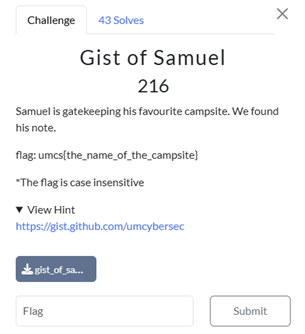 Challenge
43 Solves
Gist of Samuel
216
Samuel is gatekeeping his favourite campsite. We found
his note.
flag: umcs{the_name_of_the_campsite}
*The flag is case insensitive
▼ View Hint
https://gist.github.com/umcybersec
gist_of_sa...
Flag
Submit